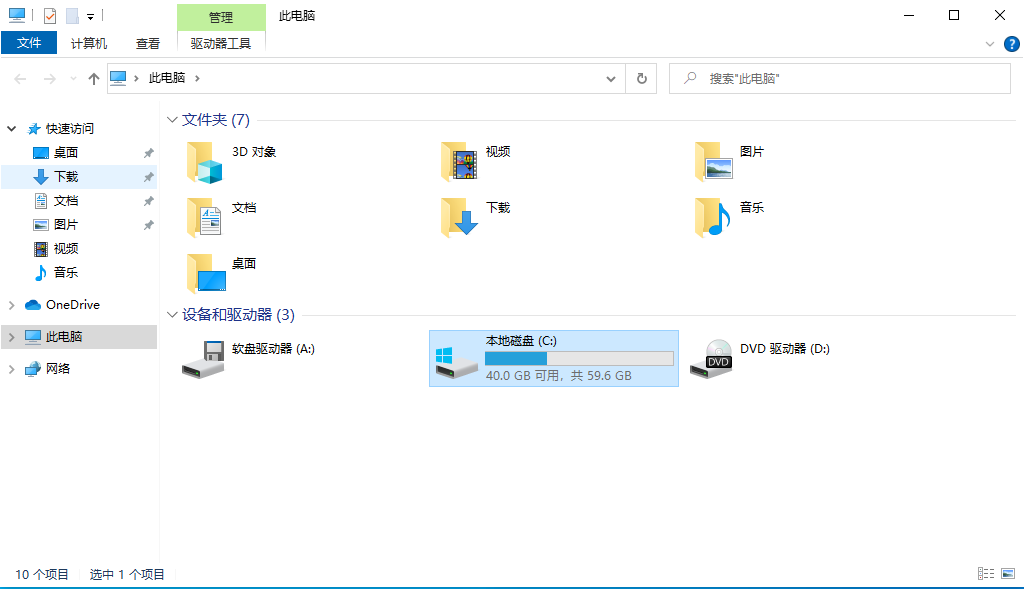 管理
此电脑
文件
计算机
查看
驱动器工具
此电脑
搜索"此电脑"
快速访问
桌面
下载
文档
图片
视频
音乐
OneDrive
此电脑
网络
文件夹 (7)
3D 对象
视频
图片
文档
下载
音乐
桌面
设备和驱动器 (3)
软盘驱动器 (A:)
本地磁盘 (C:)
40.0 GB 可用，共 59.6 GB
DVD
DVD 驱动器 (D:)
10 个项目
选中 1 个项目